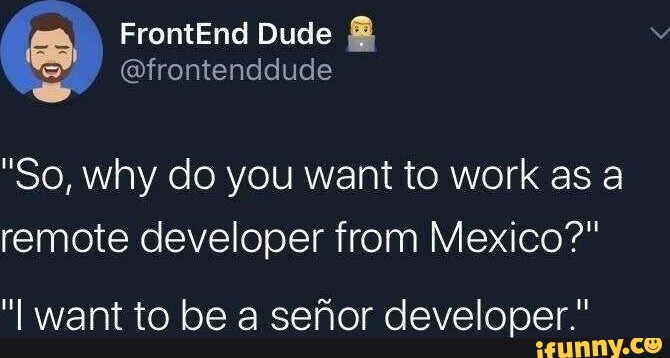 FrontEnd Dude 👨‍💻
@frontenddude
"So, why do you want to work as a
remote developer from Mexico?"
"I want to be a señor developer."
ifunny.co